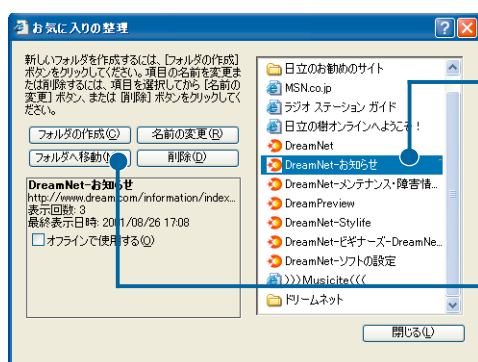 お気に入りの整理
新しいフォルダを作成するには、[フォルダの作成]
ボタンをクリックしてください。項目の名前を変更ま
たは削除するには、項目を選択してから [名前の
変更] ボタン、または [削除] ボタンをクリックしてく
ださい。
フォルダの作成(C)
名前の変更(R)
フォルダへ移動(
削除(D)
DreamNet-お知らせ
http://www.dream.com/information/index...
表示回数: 3
最終表示日時: 2001/08/26 17:08
オフラインで使用する(O)
日立のお勧めのサイト
MSN.co.jp
ラジオ ステーション ガイド
日立の樹オンラインへようこそ!
DreamNet
DreamNet-お知らせ
DreamNet-メンテナンス・障害情...
DreamPreview
DreamNet-Stylife
DreamNet-ビギナーズ-DreamNe...
DreamNet-ソフトの設定
)))Musicite(((
ドリームネット
閉じる(L)